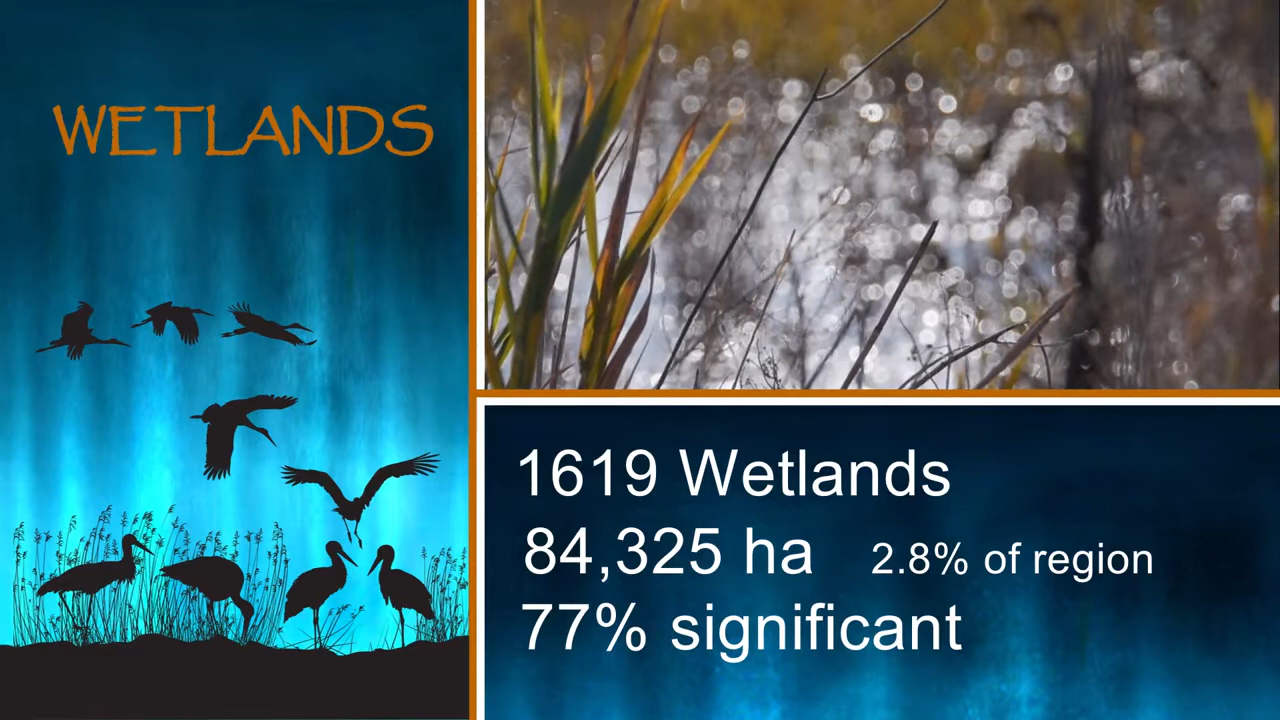 WETLANDS
1619 Wetlands
84,325 ha 2.8% of region
77% significant